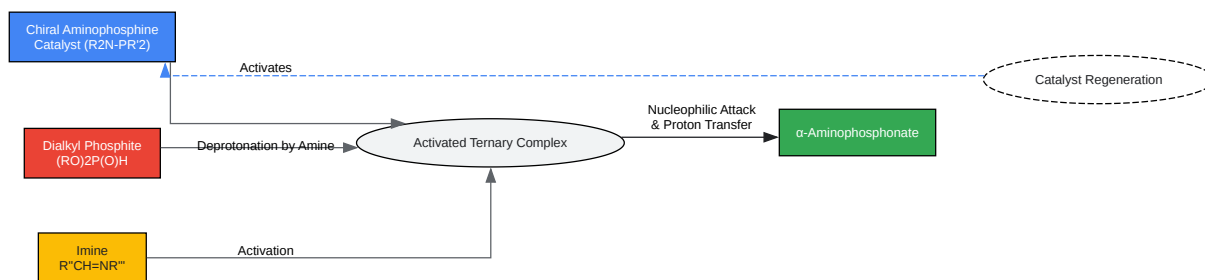 Chiral Aminophosphine
Catalyst (R2N-PR'2)
Activates
Catalyst Regeneration
Nucleophilic Attack
& Proton Transfer
Dialkyl Phosphite
(RO)2P(O)H
Deprotonation by Amine
Activated Ternary Complex
α-Aminophosphonate
Imine
R"CH=NR'"
Activation